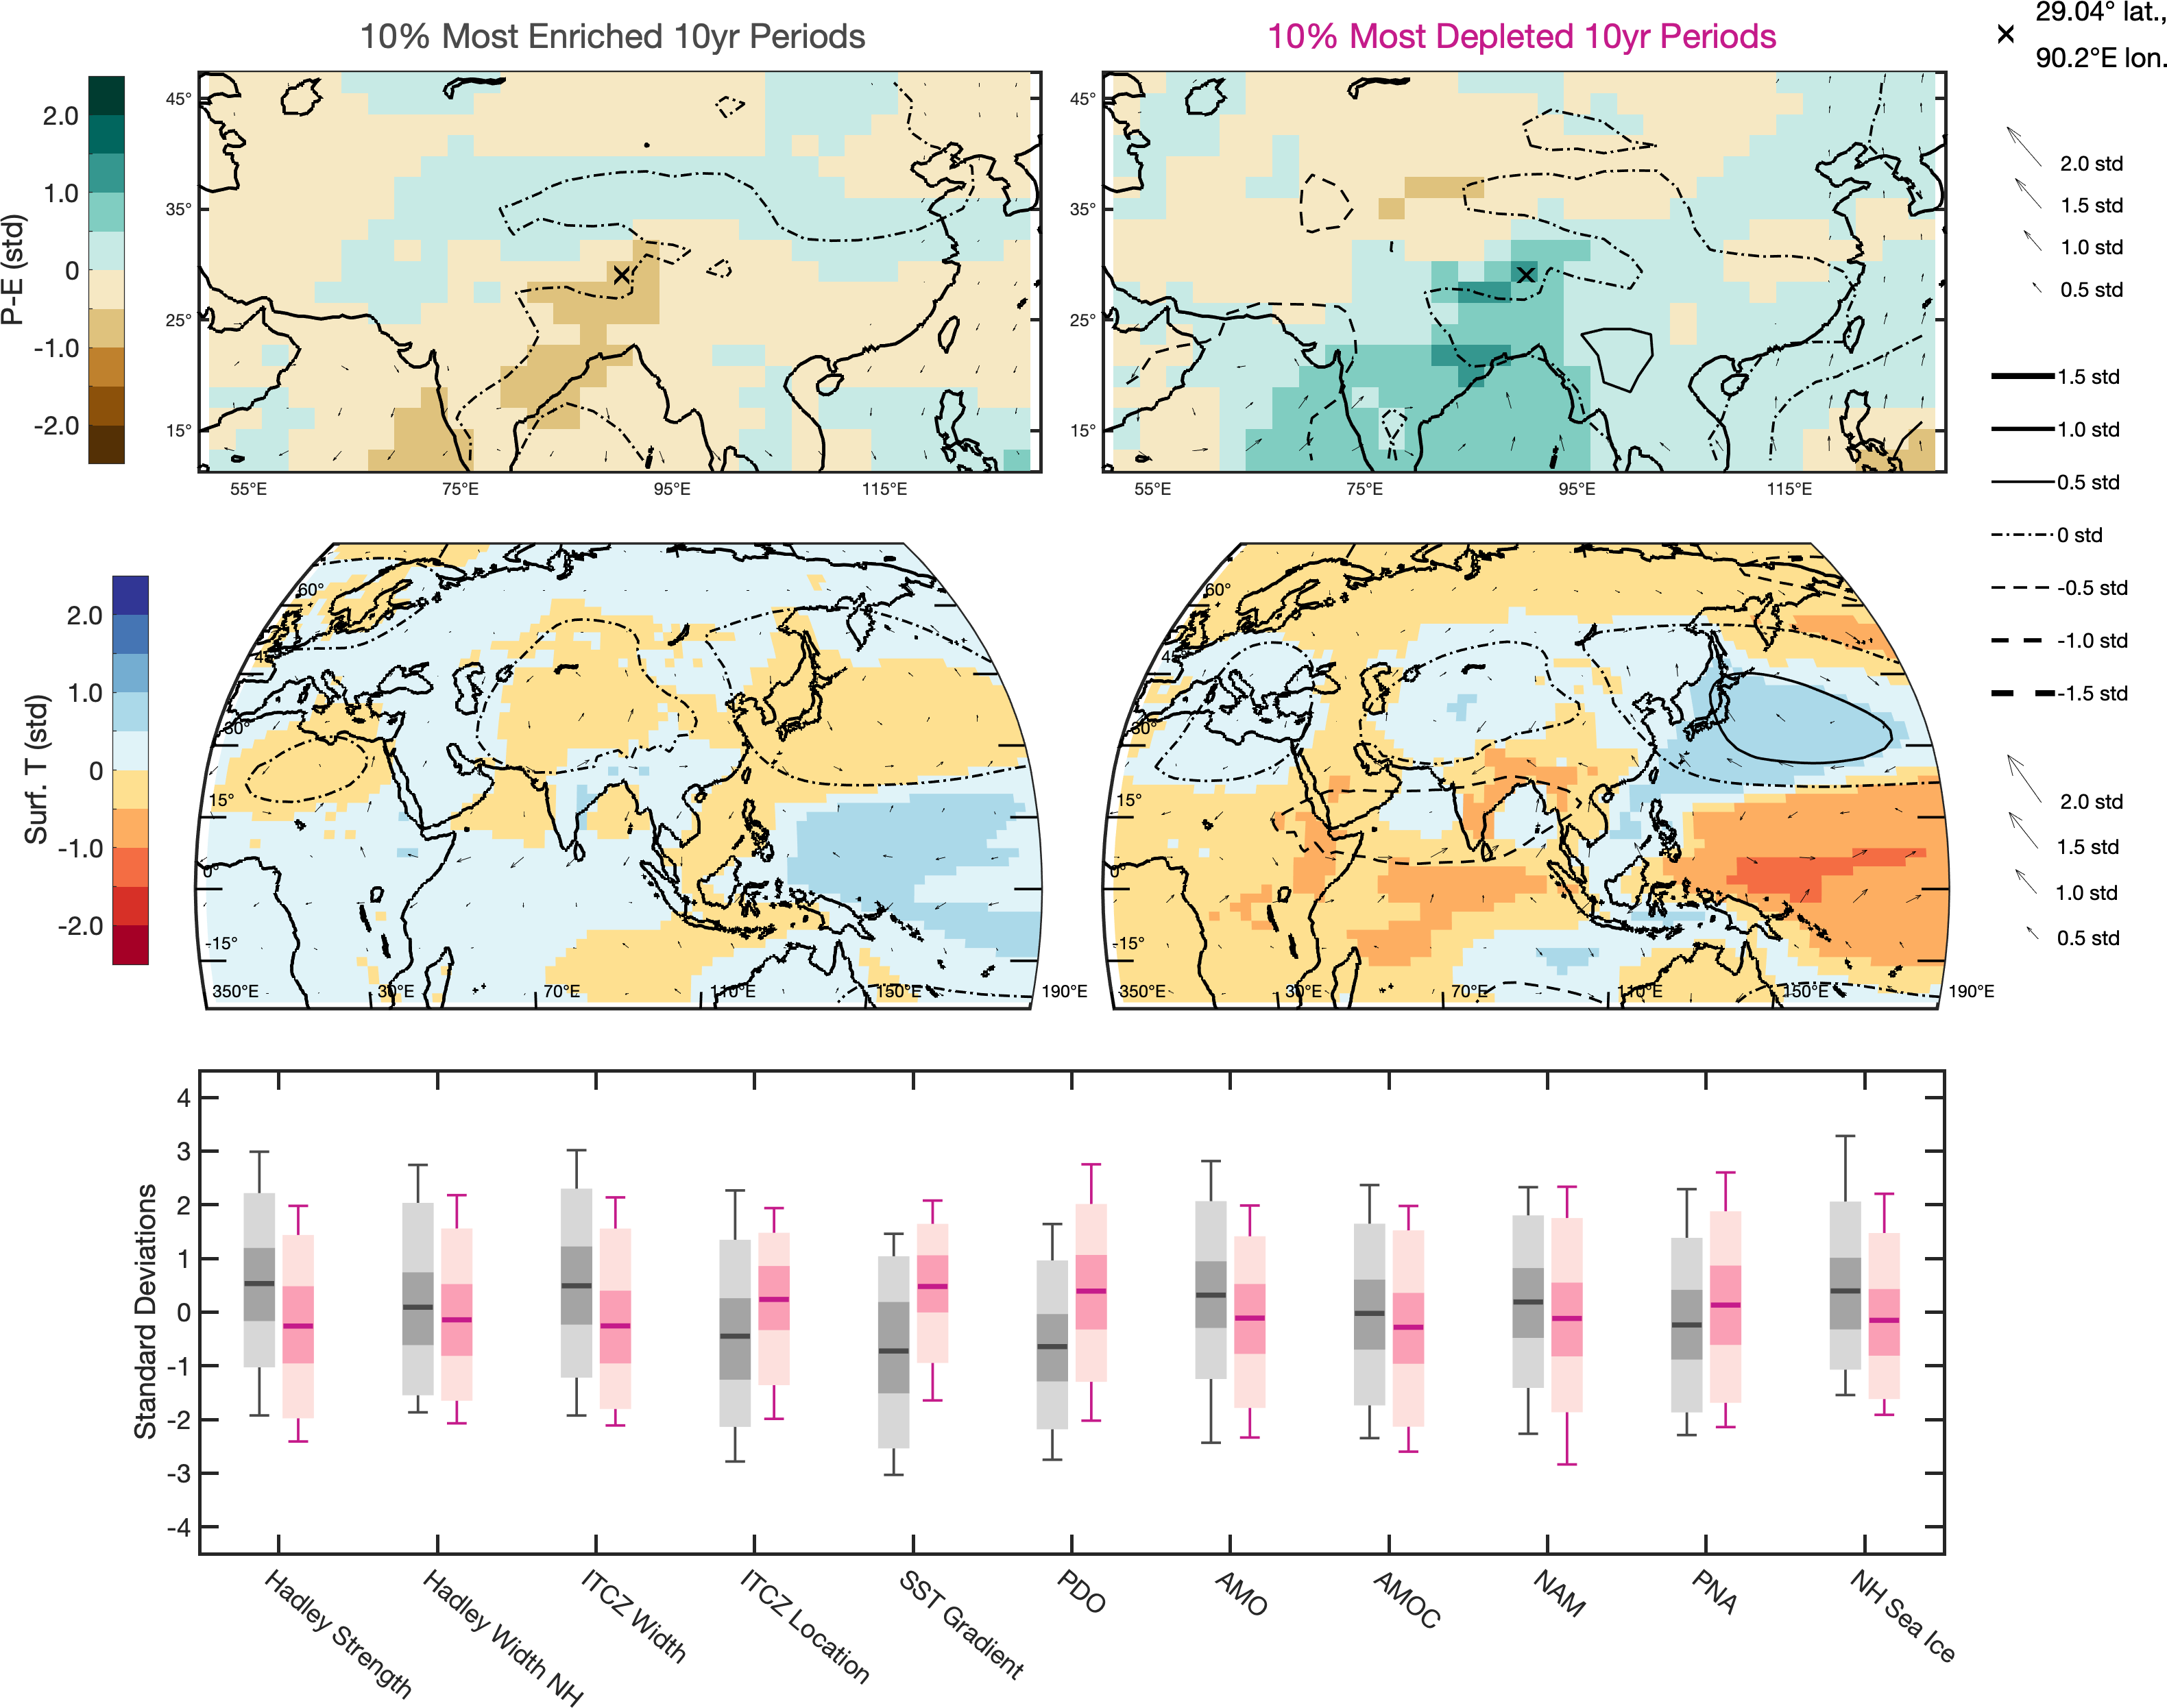 10% Most Enriched 10yr Periods
10% Most Depleted 10yr Periods
29.04° lat.,
90.2°E lon.
P-E (std)
2.0
1.0
0
-1.0
-2.0
45°
35°
25°
15°
55°E
75°E
95°E
115°E
45°
35°
25°
15°
55°E
75°E
95°E
115°E
2.0 std
1.5 std
1.0 std
0.5 std
1.5 std
1.0 std
0.5 std
0 std
-0.5 std
-1.0 std
-1.5 std
Surf. T (std)
2.0
1.0
0
-1.0
-2.0
60°
45°
30°
15°
0°
-15°
350°E
30°E
70°E
110°E
150°E
190°E
60°
45°
30°
15°
0°
-15°
350°E
30°E
70°E
110°E
150°E
190°E
2.0 std
1.5 std
1.0 std
0.5 std
Standard Deviations
4
3
2
1
0
-1
-2
-3
-4
Hadley Strength
Hadley Width NH
ITCZ Width
ITCZ Location
SST Gradient
PDO
AMO
AMOC
NAM
PNA
NH Sea Ice